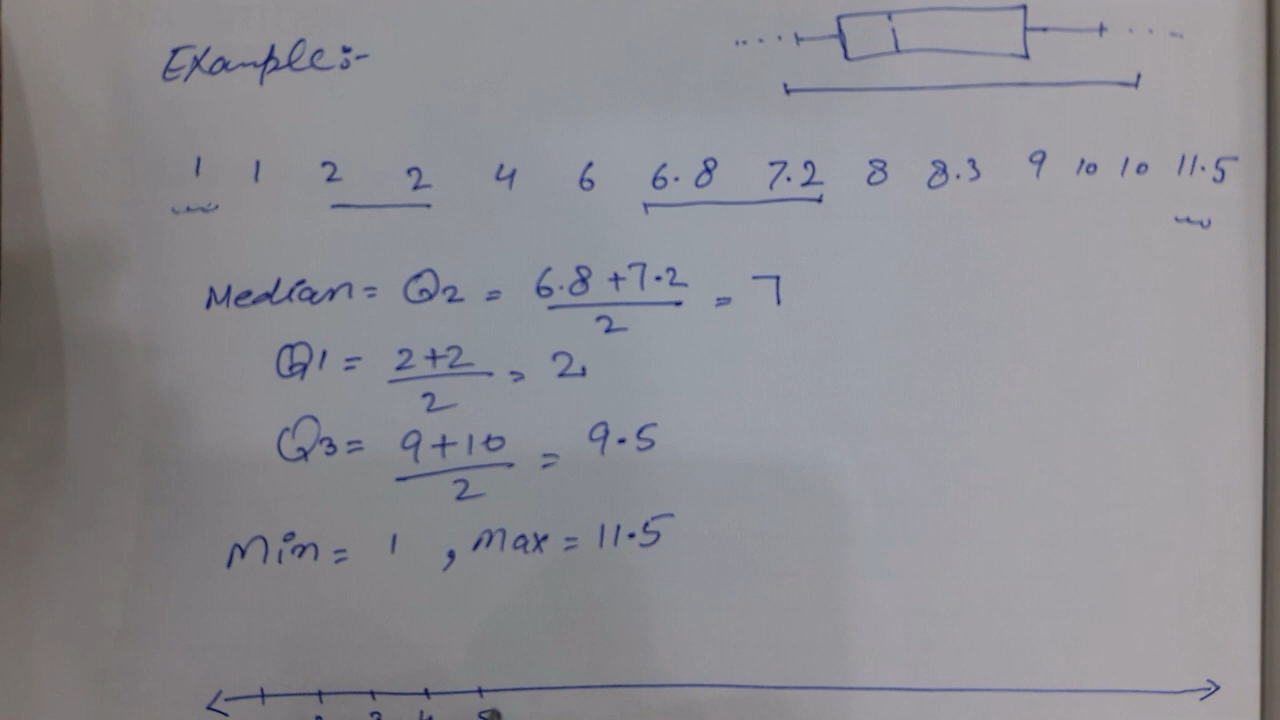 Example:-
1 1 2 2 4 6 6.8 7.2 8 8.3 9 10 10 11.5
Median = Q2 = 6.8+7.2/2 = 7
Q1 = 2+2/2 = 2
Q3 = 9+10/2 = 9.5
Min = 1, Max = 11.5